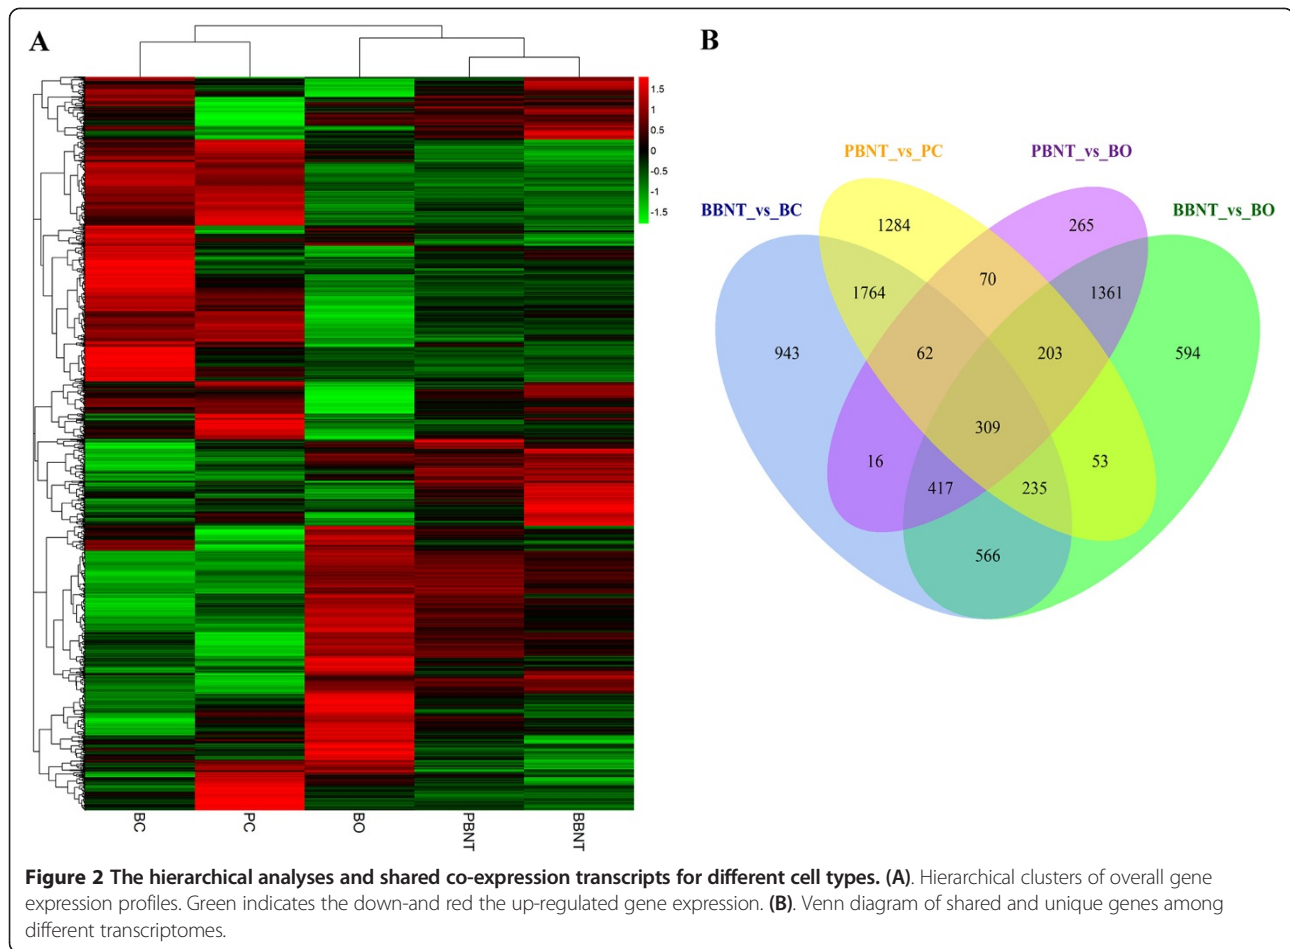 A
1.5
1
0.5
0
-0.5
-1
-1.5
BC
PC
BO
PBNT
BBNT
B
PBNT_vs_PC
PBNT_vs_BO
BBNT_vs_BC
BBNT_vs_BO
1284
265
1764
70
1361
943
62
203
594
309
16
53
417
235
566
Figure 2 The hierarchical analyses and shared co-expression transcripts for different cell types. (A). Hierarchical clusters of overall gene
expression profiles. Green indicates the down-and red the up-regulated gene expression. (B). Venn diagram of shared and unique genes among
different transcriptomes.